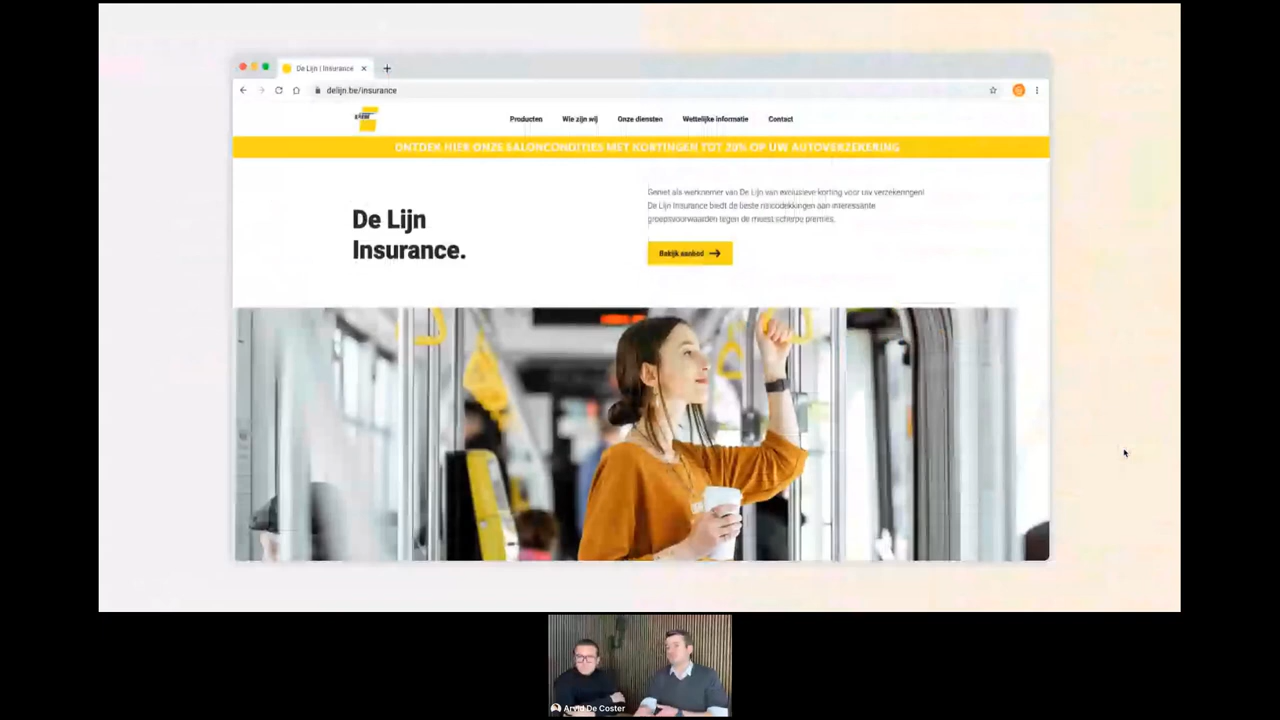 De Lijn | Insurance
delijn.be/insurance
Producten Wie zijn wij Onze diensten Wettelijke informatie Contact
ONTDEK HIER ONZE SALONCONDITIES MET KORTINGEN TOT 20% OP UW AUTOVERZEKERING
De Lijn
Insurance.
Geniet als werknemer van De Lijn van exclusieve korting voor uw verzekeringen!
De Lijn Insurance biedt de beste risicodekkingen aan interessante
groepsvoorwaarden tegen de meest scherpe premies.
Bekijk aanbod
Arvid De Coster